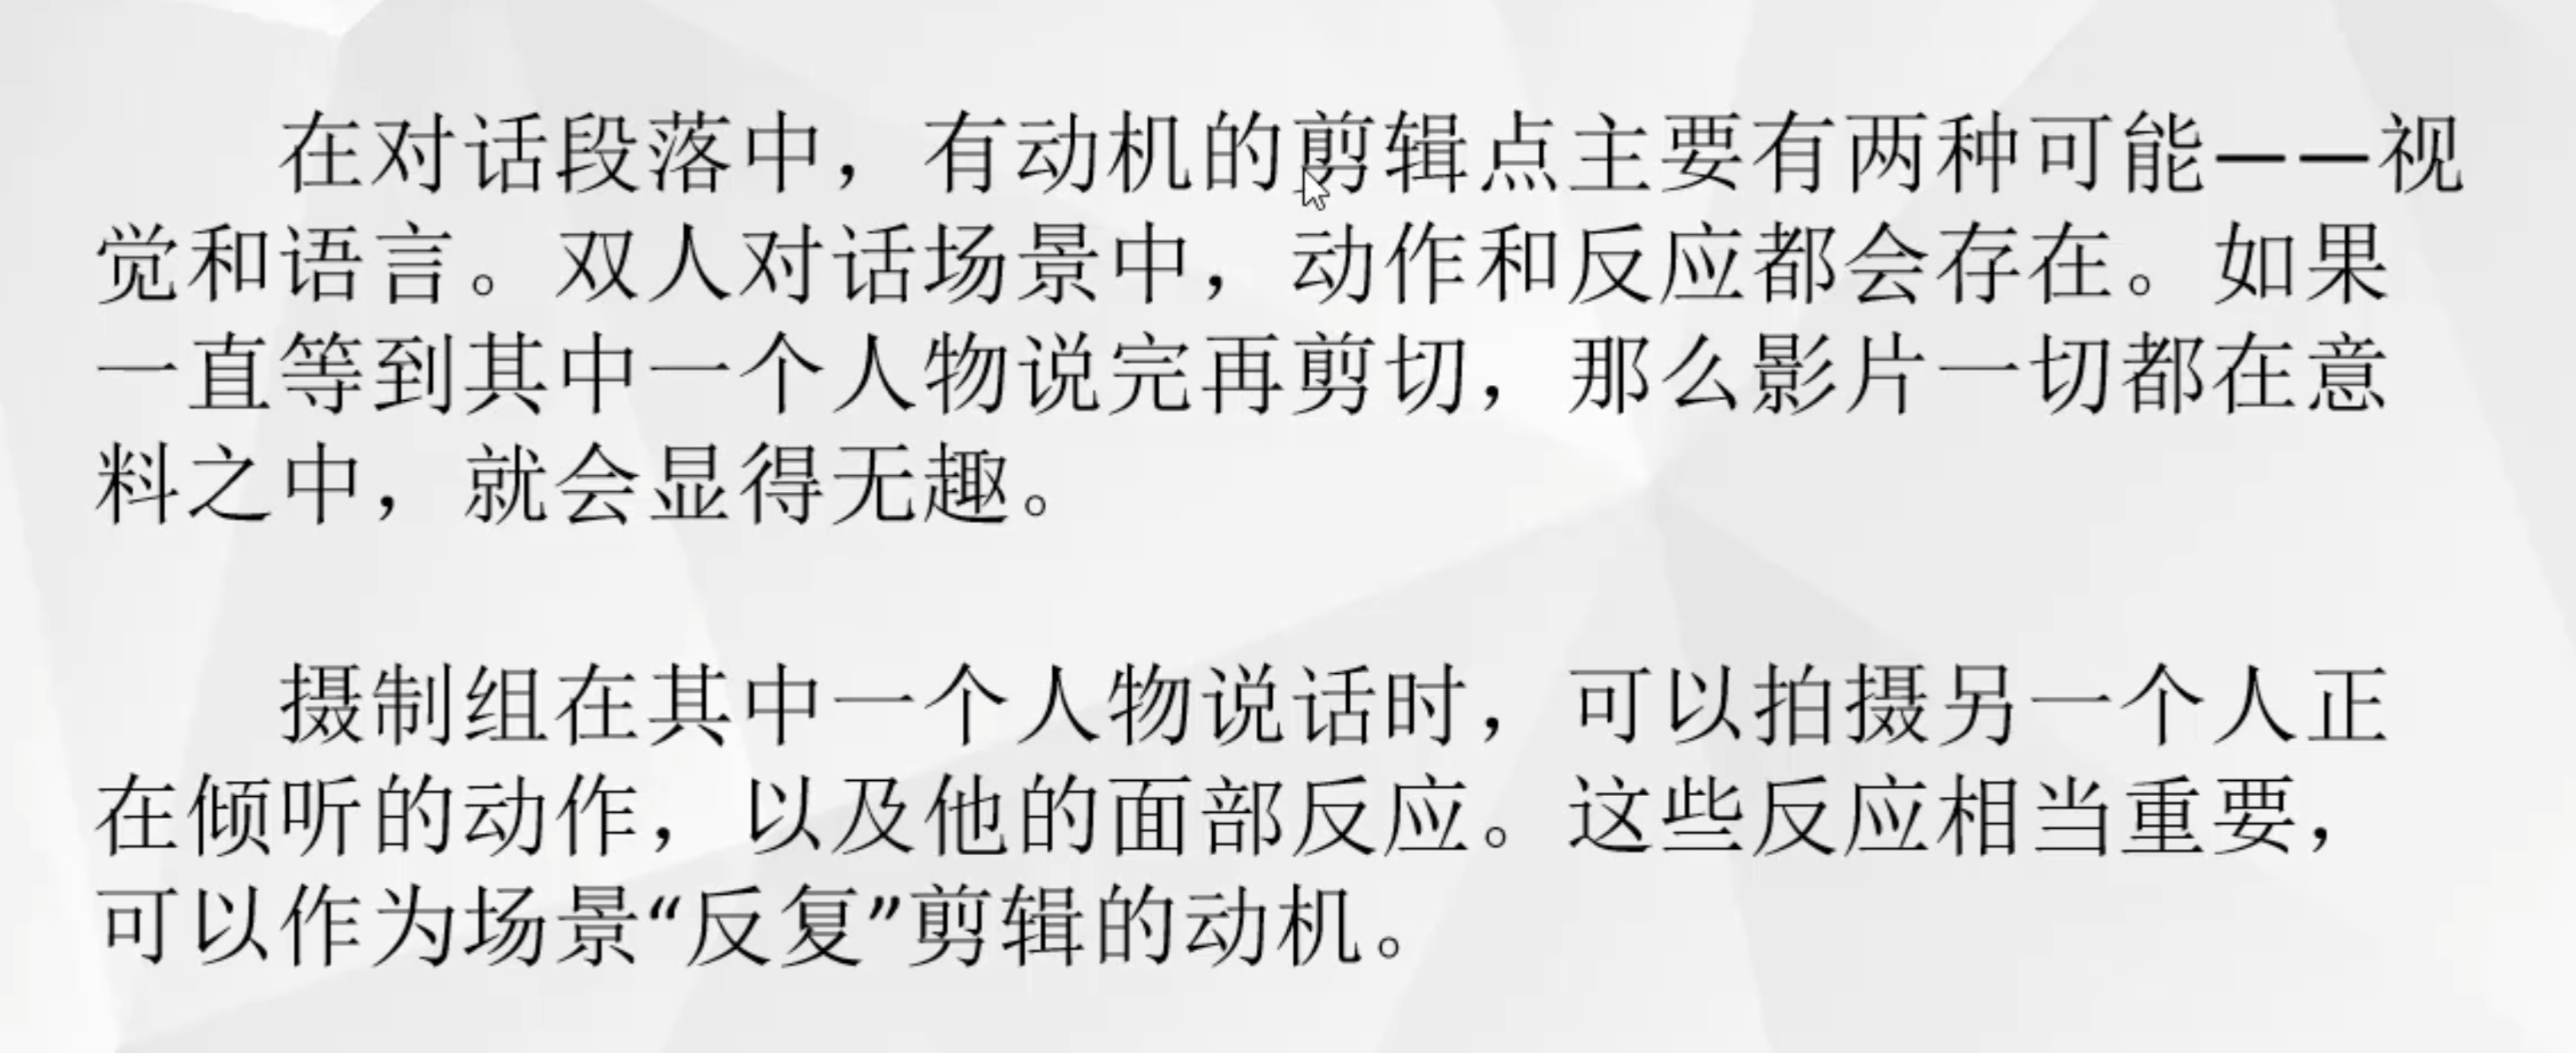 在对话段落中，有动机的剪辑点主要有两种可能——视
觉和语言。双人对话场景中，动作和反应都会存在。如果
一直等到其中一个人物说完再剪切，那么影片一切都在意
料之中，就会显得无趣。
摄制组在其中一个人物说话时，可以拍摄另一个人正
在倾听的动作，以及他的面部反应。这些反应相当重要，
可以作为场景“反复”剪辑的动机。